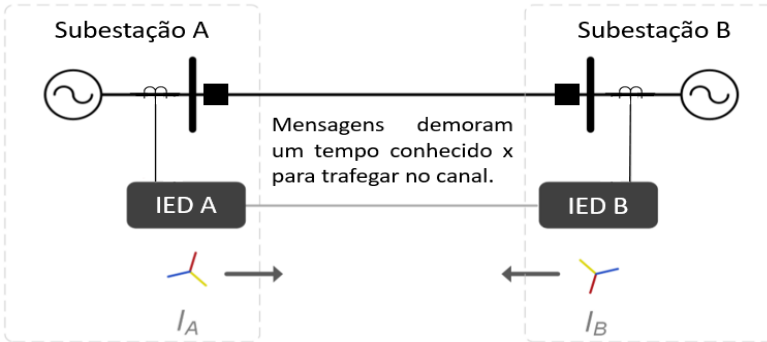 Subestação A
Subestação B
Mensagens demoram
um tempo conhecido x
para trafegar no canal.
IED A
IED B
I_A
I_B